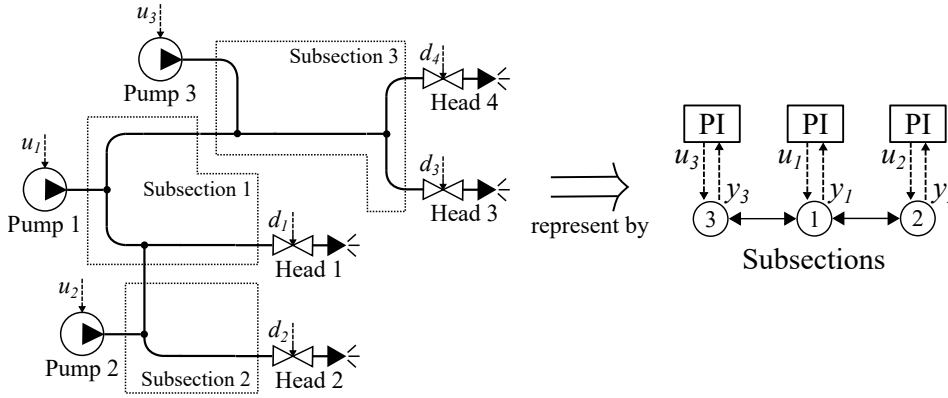 u3
Pump 3
Subsection 3
d4
Head 4
u1
Pump 1
Subsection 1
d3
Head 3
d1
Head 1
u2
Pump 2
Subsection 2
d2
Head 2
represent by
PI PI PI
u3 u1 u2
y3 y1 y
3 1 2
Subsections